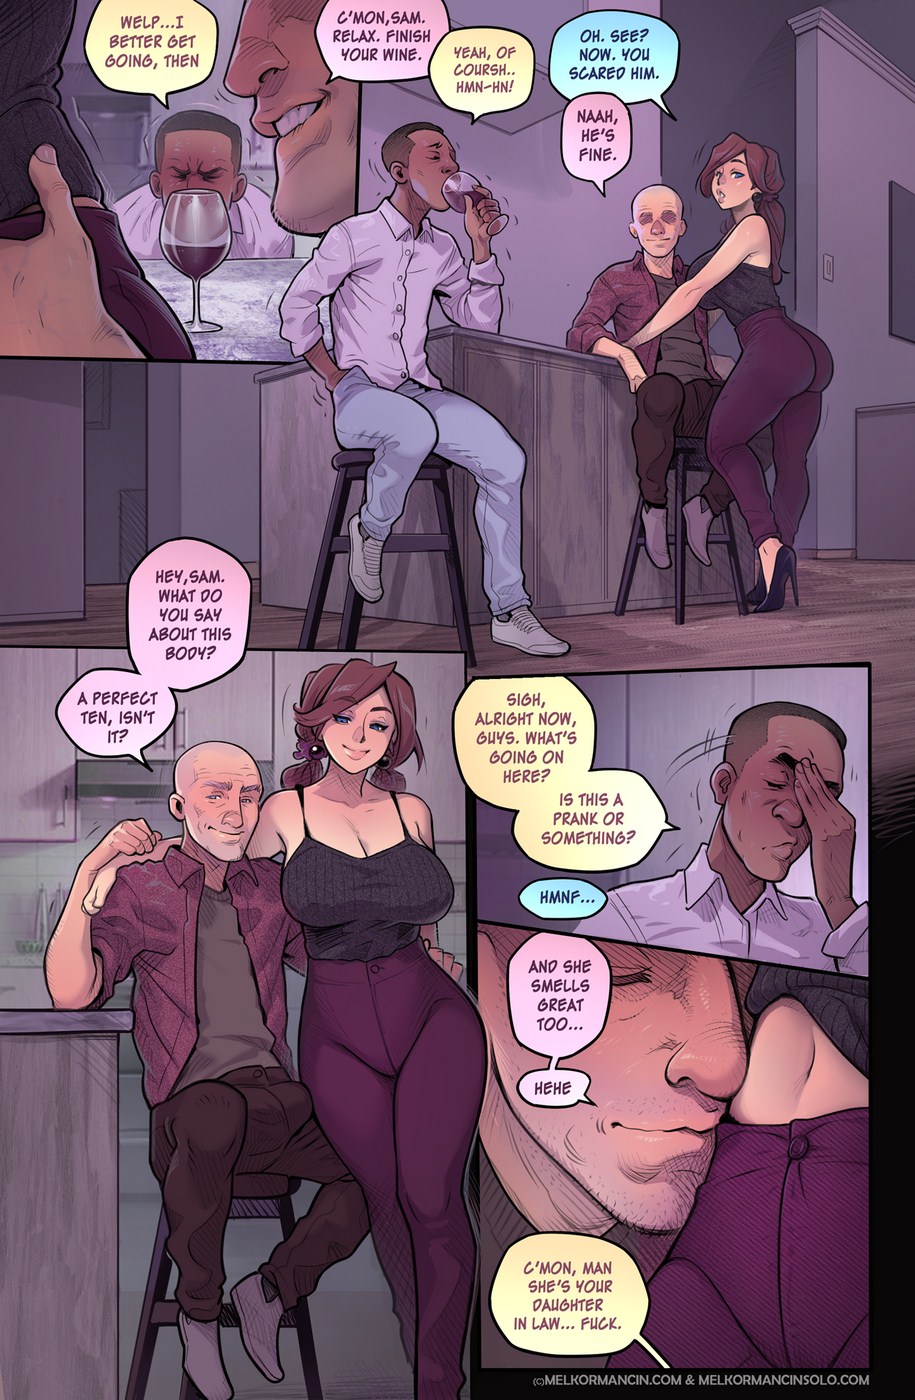 WELP...I
BETTER GET
GOING, THEN
C'MON,SAM.
RELAX. FINISH
YOUR WINE.
YEAH, OF
COURSH..
HMN-HN!
OH. SEE?
NOW. YOU
SCARED HIM.
NAAH,
HE'S
FINE.
HEY,SAM.
WHAT DO
YOU SAY
ABOUT THIS
BODY?
A PERFECT
TEN, ISN'T
IT?
SIGH,
ALRIGHT NOW,
GUYS. WHAT'S
GOING ON
HERE?
IS THIS A
PRANK OR
SOMETHING?
HMNF...
AND SHE
SMELLS
GREAT
TOO...
HEHE
C'MON, MAN
SHE'S YOUR
DAUGHTER
IN LAW... FUCK.
(C)MELKORMANCIN.COM & MELKORMANCINSOLO.COM